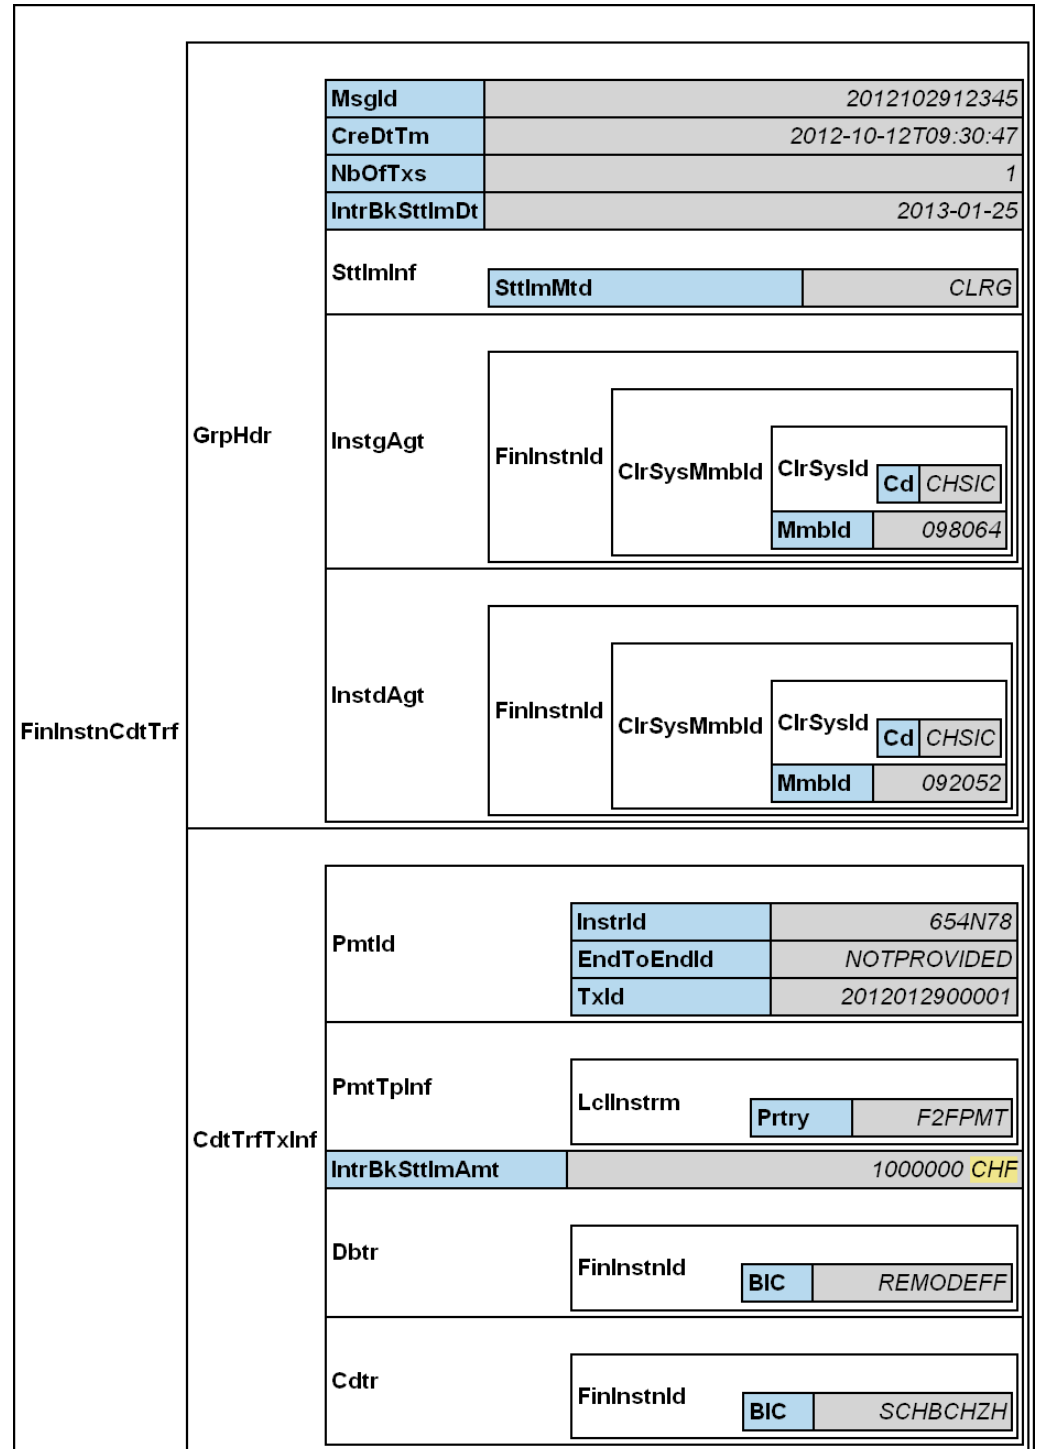 MsgId 2012102912345
CreDtTm 2012-10-12T09:30:47
NbOfTxs 1
IntrBkSttlmDt 2013-01-25
SttlmInf
SttlmMtd CLRG
GrpHdr
InstgAgt
FinInstnId
ClrSysMmbId
ClrSysId
Cd CHSIC
MmbId 098064
InstdAgt
FinInstnId
ClrSysMmbId
ClrSysId
Cd CHSIC
MmbId 092052
FinInstnCdtTrf
CdtTrfTxInf
PmtId
InstrId 654N78
EndToEndId NOTPROVIDED
TxId 2012012900001
PmtTpInf
LclInstrm
Prtry F2FPMT
IntrBkSttlmAmt 1000000 CHF
Dbtr
FinInstnId
BIC REMODEFF
Cdtr
FinInstnId
BIC SCHBCHZH